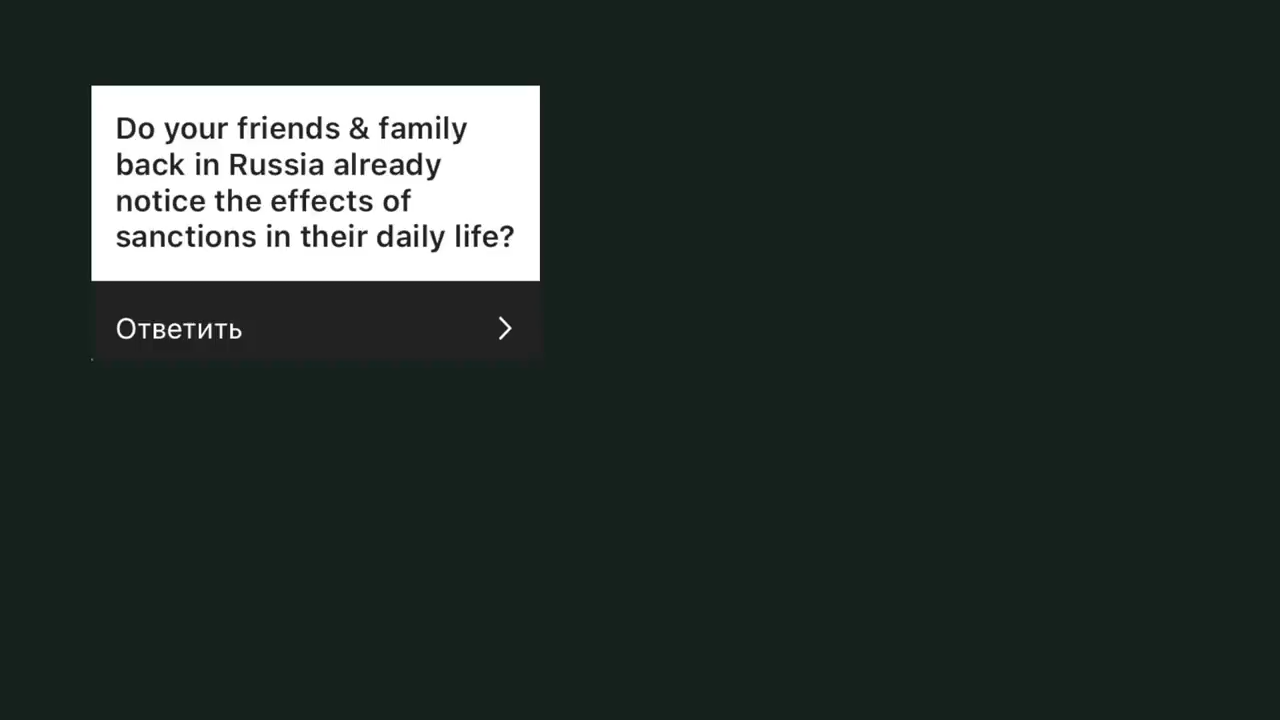 Do your friends & family
back in Russia already
notice the effects of
sanctions in their daily life?
Ответить